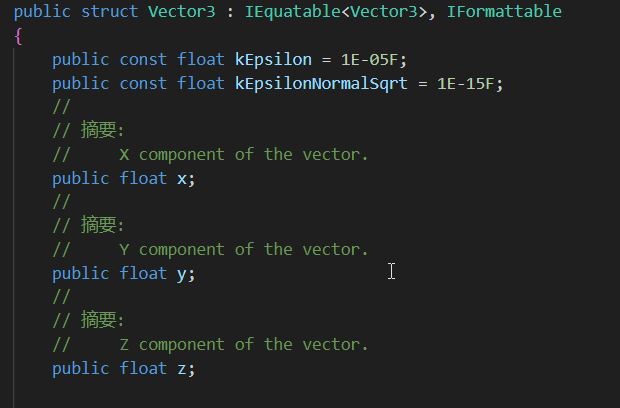 public struct Vector3 : IEquatable<Vector3>, IFormattable
{
public const float kEpsilon = 1E-05F;
public const float kEpsilonNormalSqrt = 1E-15F;
//
// 摘要:
//     X component of the vector.
public float x;
//
// 摘要:
//     Y component of the vector.
public float y;
//
// 摘要:
//     Z component of the vector.
public float z;